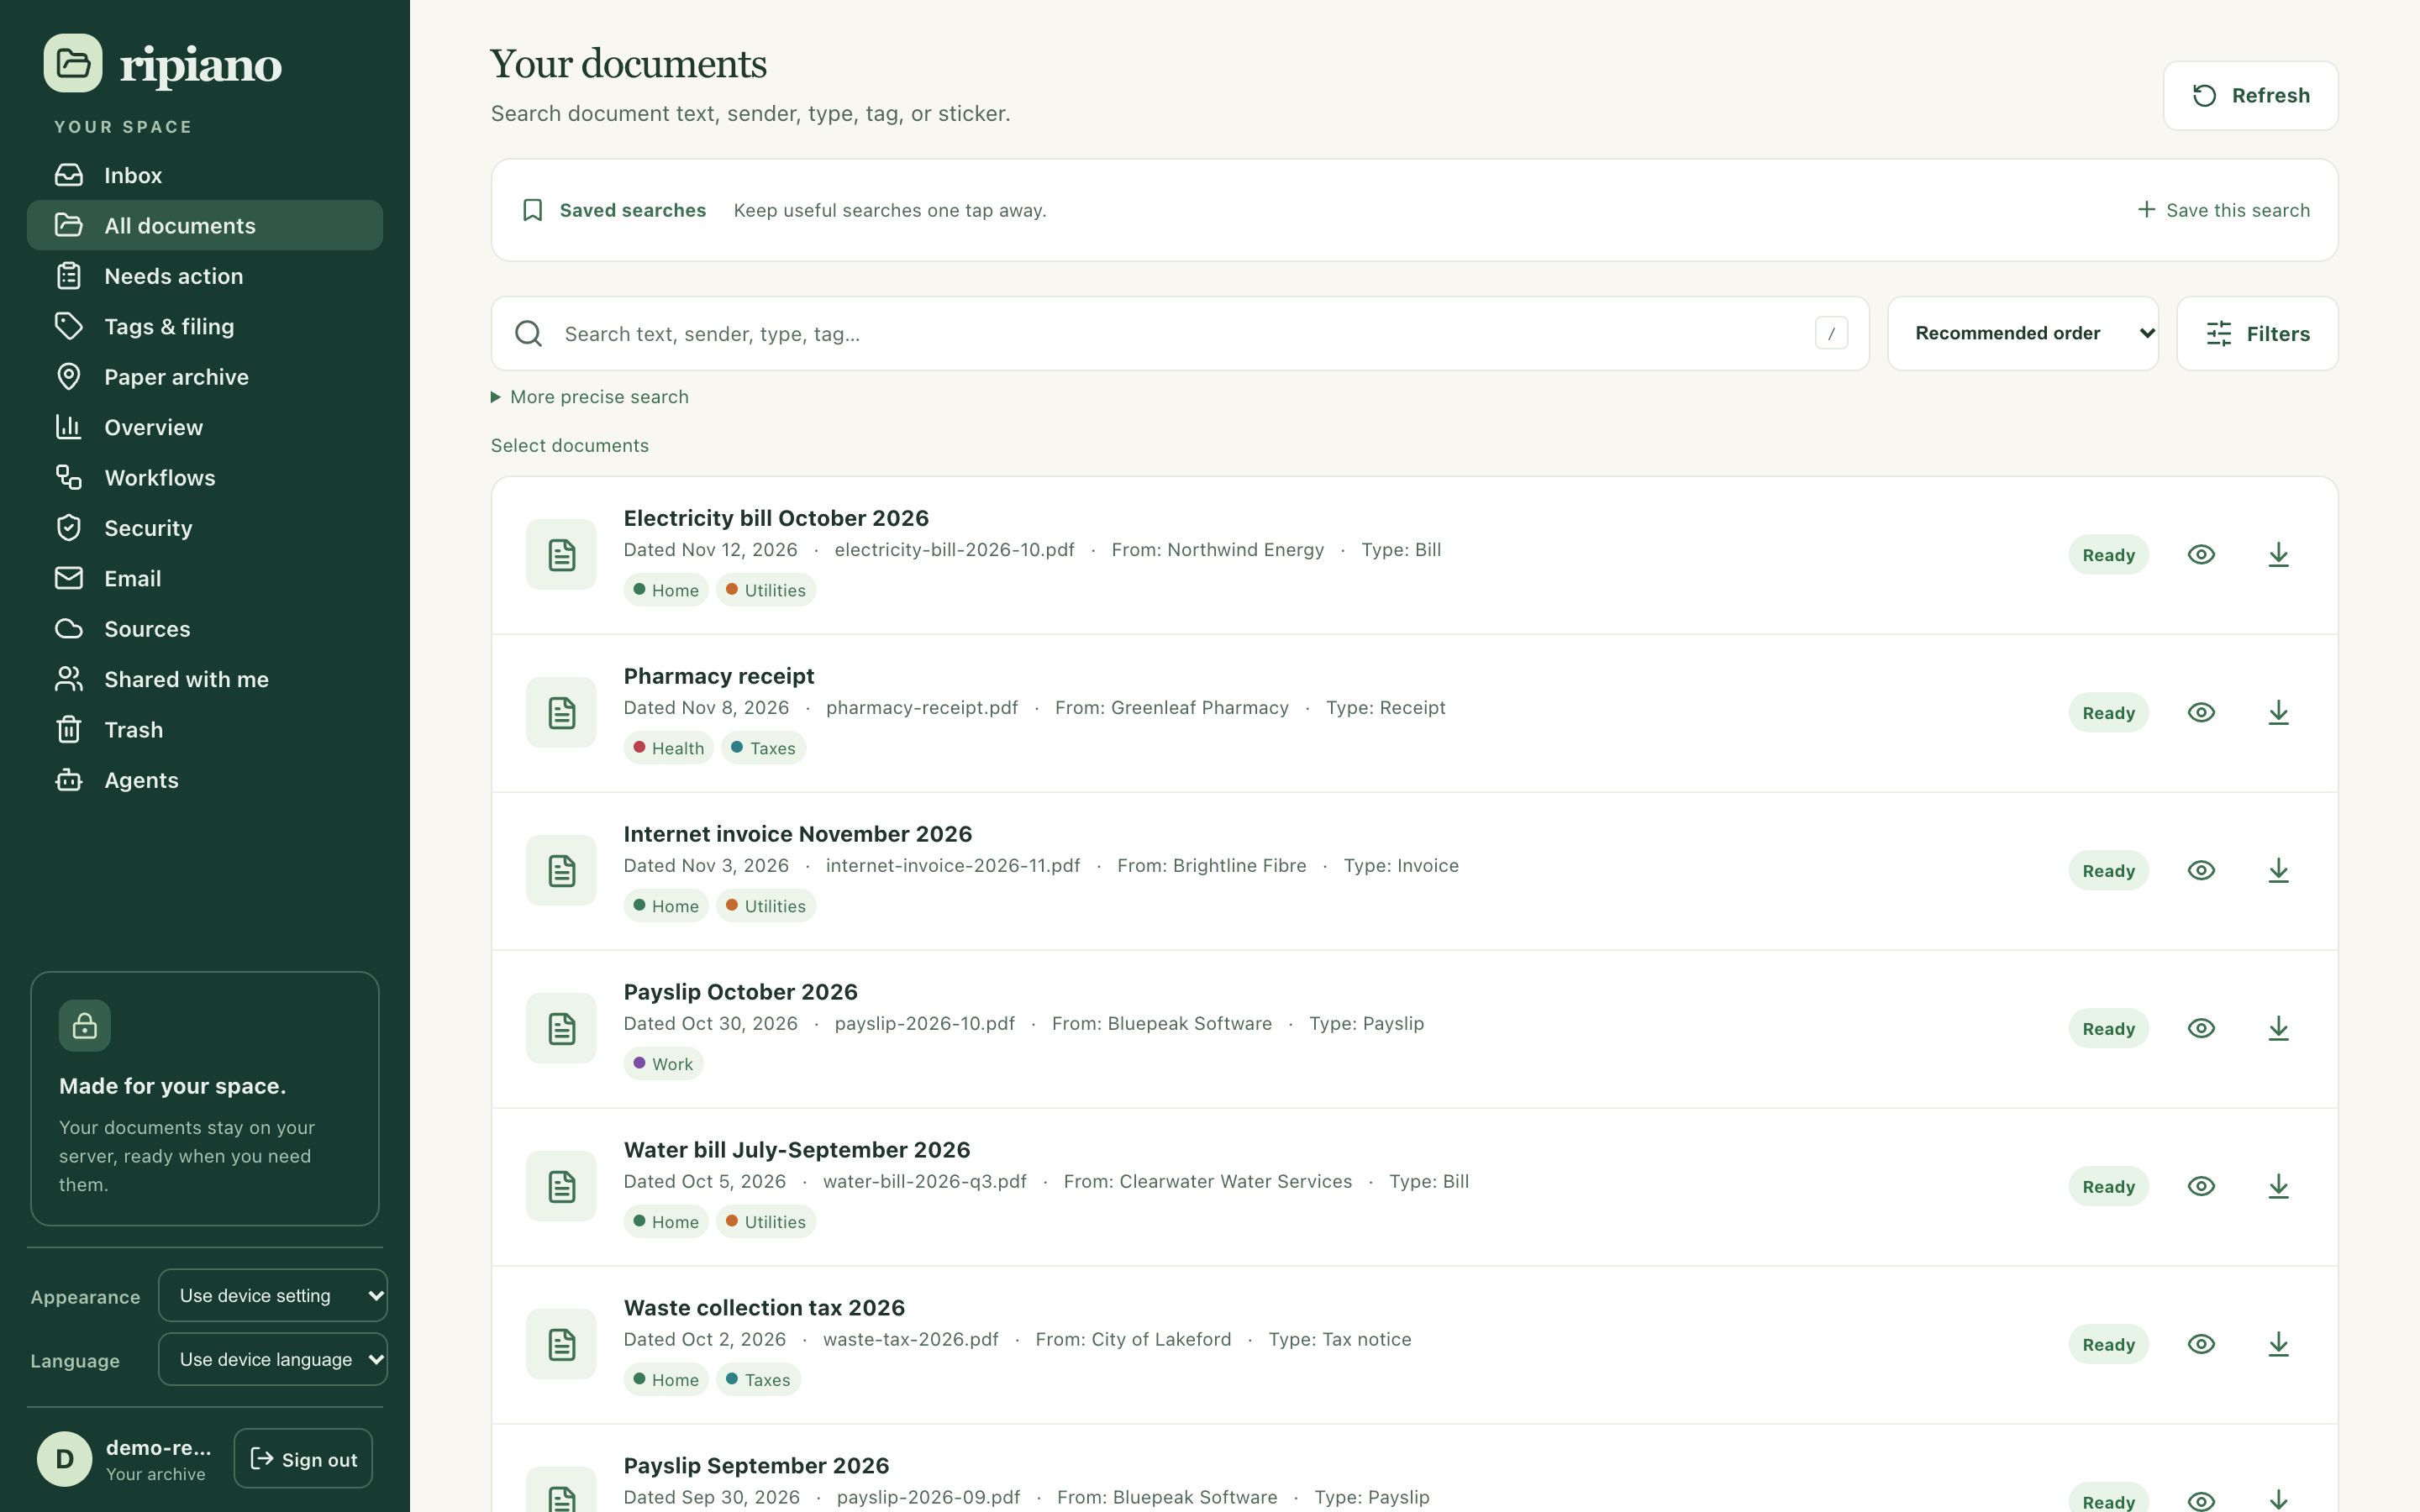 ripiano
YOUR SPACE
Inbox
All documents
Needs action
Tags & filing
Paper archive
Overview
Workflows
Security
Email
Sources
Shared with me
Trash
Agents
Made for your space.
Your documents stay on your
server, ready when you need
them.
Appearance Use device setting
Language Use device language
D demo-re... Sign out
Your archive
Your documents
Search document text, sender, type, tag, or sticker.
Refresh
Saved searches Keep useful searches one tap away. Save this search
Search text, sender, type, tag... / Recommended order Filters
More precise search
Select documents
Electricity bill October 2026
Dated Nov 12, 2026 · electricity-bill-2026-10.pdf · From: Northwind Energy · Type: Bill
Home Utilities
Ready
Pharmacy receipt
Dated Nov 8, 2026 · pharmacy-receipt.pdf · From: Greenleaf Pharmacy · Type: Receipt
Health Taxes
Ready
Internet invoice November 2026
Dated Nov 3, 2026 · internet-invoice-2026-11.pdf · From: Brightline Fibre · Type: Invoice
Home Utilities
Ready
Payslip October 2026
Dated Oct 30, 2026 · payslip-2026-10.pdf · From: Bluepeak Software · Type: Payslip
Work
Ready
Water bill July-September 2026
Dated Oct 5, 2026 · water-bill-2026-q3.pdf · From: Clearwater Water Services · Type: Bill
Home Utilities
Ready
Waste collection tax 2026
Dated Oct 2, 2026 · waste-tax-2026.pdf · From: City of Lakeford · Type: Tax notice
Home Taxes
Ready
Payslip September 2026
Dated Sep 30, 2026 · payslip-2026-09.pdf · From: Bluepeak Software · Type: Payslip
Ready